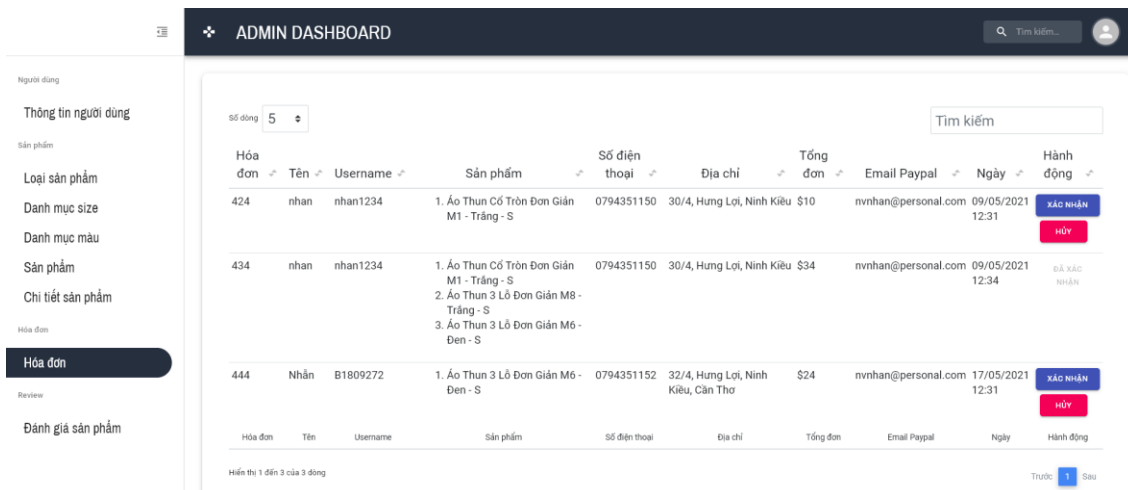 ADMIN DASHBOARD
Tìm kiếm...
Người dùng
Thông tin người dùng
Sản phẩm
Loại sản phẩm
Danh mục size
Danh mục màu
Sản phẩm
Chi tiết sản phẩm
Hóa đơn
Hóa đơn
Review
Đánh giá sản phẩm
Số dòng 5
Tìm kiếm
Hóa đơn Tên Username Sản phẩm Số điện thoại Địa chỉ Tổng đơn Email Paypal Ngày Hành động
424 nhan nhan1234 1. Áo Thun Cổ Tròn Đơn Giản 0794351150 30/4, Hưng Lợi, Ninh Kiều $10 nvnhan@personal.com 09/05/2021 XÁC NHẬN
M1 - Trắng - S 12:31
HỦY
434 nhan nhan1234 1. Áo Thun Cổ Tròn Đơn Giản 0794351150 30/4, Hưng Lợi, Ninh Kiều $34 nvnhan@personal.com 09/05/2021 ĐÃ XÁC
M1 - Trắng - S 12:34 NHẬN
2. Áo Thun 3 Lỗ Đơn Giản M8 -
Trắng - S
3. Áo Thun 3 Lỗ Đơn Giản M6 -
Đen - S
444 Nhẫn B1809272 1. Áo Thun 3 Lỗ Đơn Giản M6 - 0794351152 32/4, Hưng Lợi, Ninh $24 nvnhan@personal.com 17/05/2021 XÁC NHẬN
Đen - S Kiều, Cần Thơ 12:31
HỦY
Hóa đơn Tên Username Sản phẩm Số điện thoại Địa chỉ Tổng đơn Email Paypal Ngày Hành động
Hiển thị 1 đến 3 của 3 dòng
Trước 1 Sau